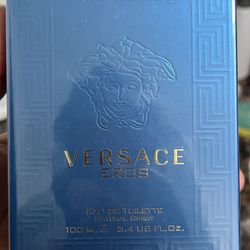 VERSACE
EROS
EAU DE TOILETTE
NATURAL SPRAY
100 ML ℮ 3.4 US FL.OZ.